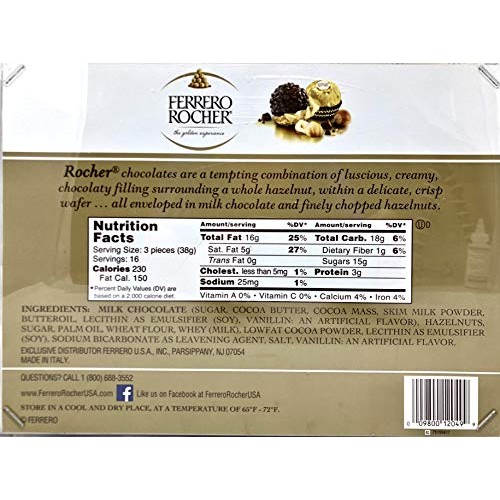 FERRERO
ROCHER®
the golden experience
Rocher® chocolates are a tempting combination of luscious, creamy,
chocolaty filling surrounding a whole hazelnut, within a delicate, crisp
wafer ... all enveloped in milk chocolate and finely chopped hazelnuts.
Nutrition
Facts
Serving Size: 3 pieces (38g)
Servings: 16
Calories 230
Fat Cal. 150
* Percent Daily Values (DV) are
based on a 2,000 calorie diet.
Amount/serving %DV* Amount/serving %DV*
Total Fat 16g 25% Total Carb. 18g 6%
Sat. Fat 5g 27% Dietary Fiber 1g 6%
Trans Fat 0g Sugars 15g
Cholest. less than 5mg 1% Protein 3g
Sodium 25mg 1%
Vitamin A 0% • Vitamin C 0% • Calcium 4% • Iron 4%
ⓊD
INGREDIENTS: MILK CHOCOLATE (SUGAR, COCOA BUTTER, COCOA MASS, SKIM MILK POWDER,
BUTTEROIL, LECITHIN (SOY), VANILLIN: AN ARTIFICIAL FLAVOR), HAZELNUTS,
SUGAR, PALM OIL, WHEAT FLOUR, WHEY (MILK), LOWFAT COCOA POWDER, LECITHIN AS EMULSIFIER
(SOY), SODIUM BICARBONATE AS LEAVENING AGENT, SALT, VANILLIN: AN ARTIFICIAL FLAVOR.
EXCLUSIVE DISTRIBUTOR FERRERO U.S.A., INC., PARSIPPANY, NJ 07054
MADE IN ITALY.
QUESTIONS? CALL 1 (800) 688-3552
www.FerreroRocherUSA.com f Like us on Facebook at FerreroRocherUSA
STORE IN A COOL AND DRY PLACE, AT A TEMPERATURE OF 65°F - 72°F.
© FERRERO
0 09800 12049 9